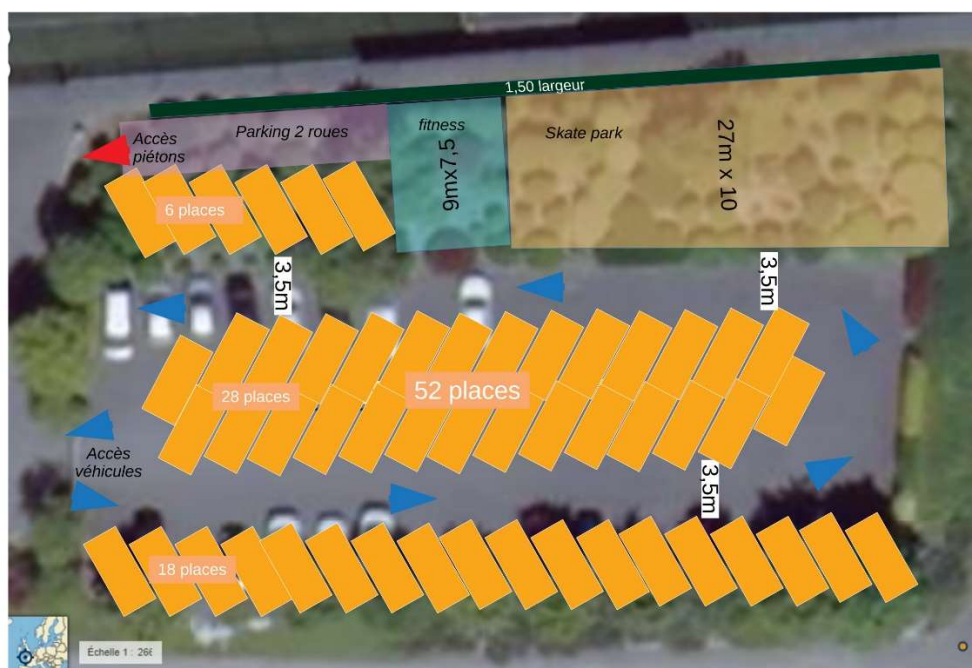 1,50 largeur
Accès
piétons
Parking 2 roues
fitness
9mx7,5
Skate park
27m x 10
6 places
3,5m
3,5m
28 places
52 places
Accès
véhicules
3,5m
18 places
Échelle 1 : 266